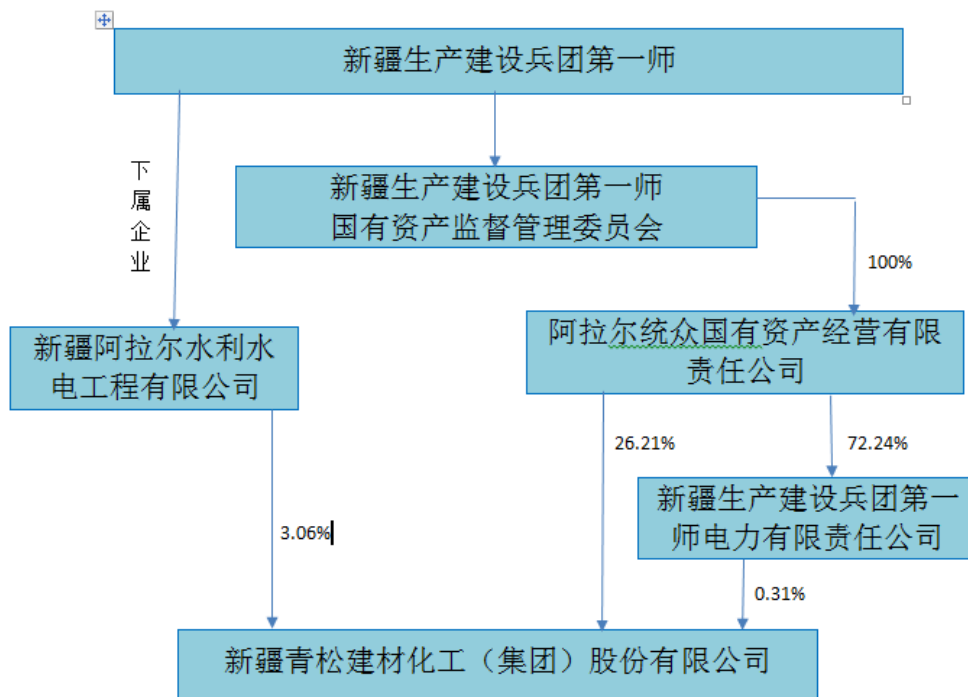 新疆生产建设兵团第一师
下属企业
新疆生产建设兵团第一师
国有资产监督管理委员会
100%
新疆阿拉尔水利水
电工程有限公司
阿拉尔统众国有资产经营有限
责任公司
26.21%
72.24%
新疆生产建设兵团第一
师电力有限责任公司
3.06%
0.31%
新疆青松建材化工（集团）股份有限公司